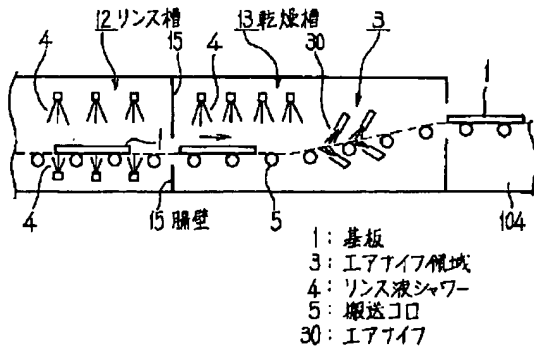 12 リンス槽
13 乾燥槽
4
15
4
30
3
1
1
4
15 隔壁
5
104
1: 基板
3: エアナイフ領域
4: リンス液シャワー
5: 搬送コロ
30: エアナイフ